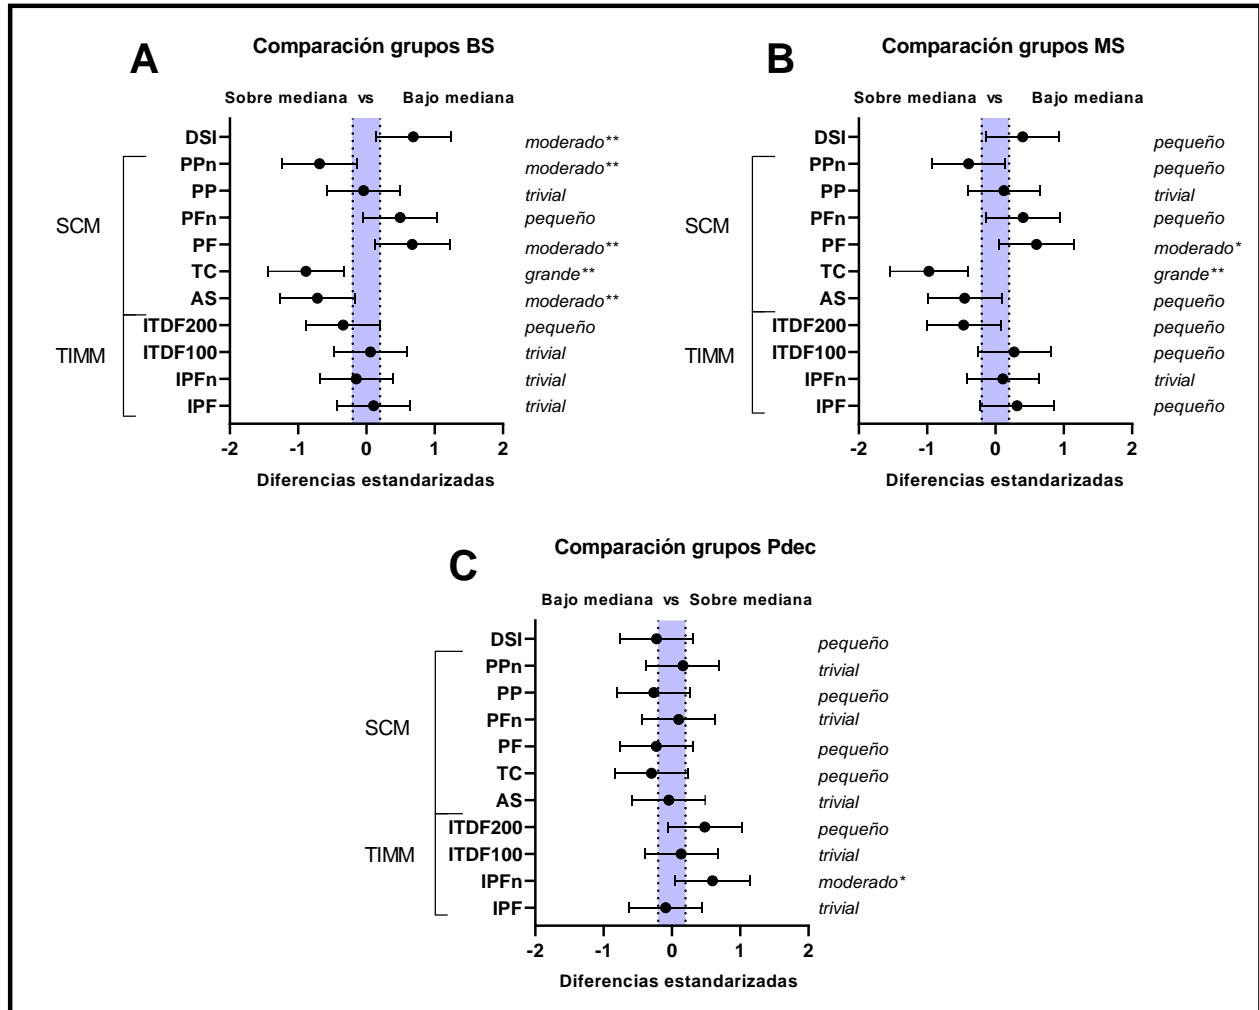 A
Comparación grupos BS
Sobre mediana vs Bajo mediana
DSI moderado**
PPn moderado**
PP trivial
PFn pequeño
SCM
PF moderado**
TC grande**
AS moderado**
ITDF200 pequeño
ITDF100 trivial
TIMM
IPFn trivial
IPF trivial
-2 -1 0 1 2
Diferencias estandarizadas
B
Comparación grupos MS
Sobre mediana vs Bajo mediana
DSI pequeño
PPn pequeño
PP trivial
PFn pequeño
SCM
PF moderado*
TC grande**
AS pequeño
ITDF200 pequeño
ITDF100 pequeño
TIMM
IPFn trivial
IPF pequeño
-2 -1 0 1 2
Diferencias estandarizadas
C
Comparación grupos Pdec
Bajo mediana vs Sobre mediana
DSI pequeño
PPn trivial
PP pequeño
PFn trivial
SCM
PF pequeño
TC pequeño
AS trivial
ITDF200 pequeño
ITDF100 trivial
TIMM
IPFn moderado*
IPF trivial
-2 -1 0 1 2
Diferencias estandarizadas